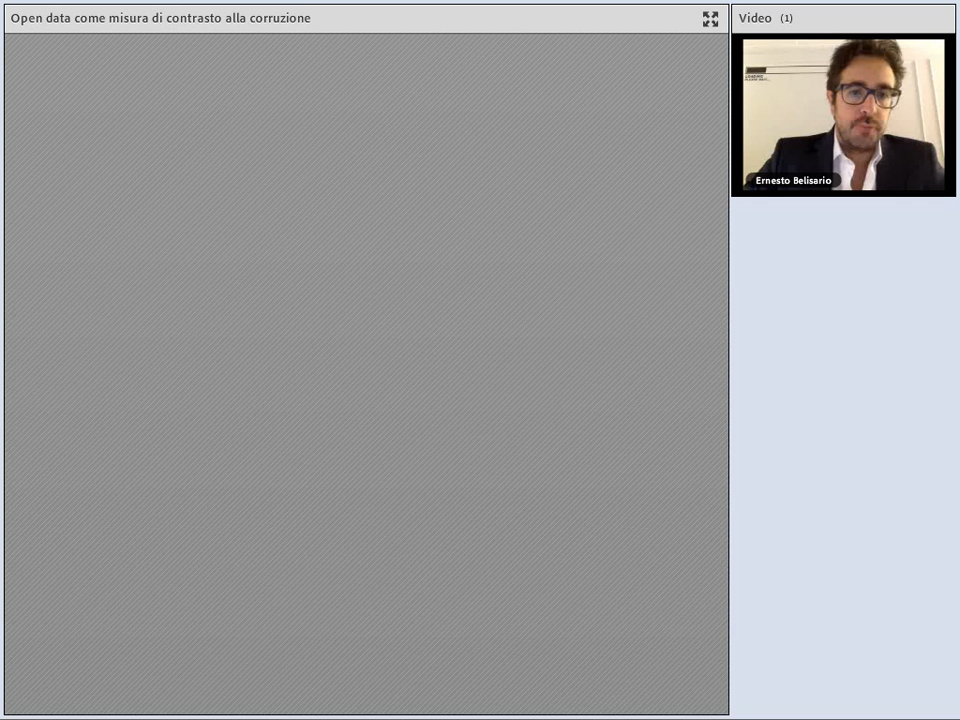 Open data come misura di contrasto alla corruzione
Video (1)
Ernesto Belisario